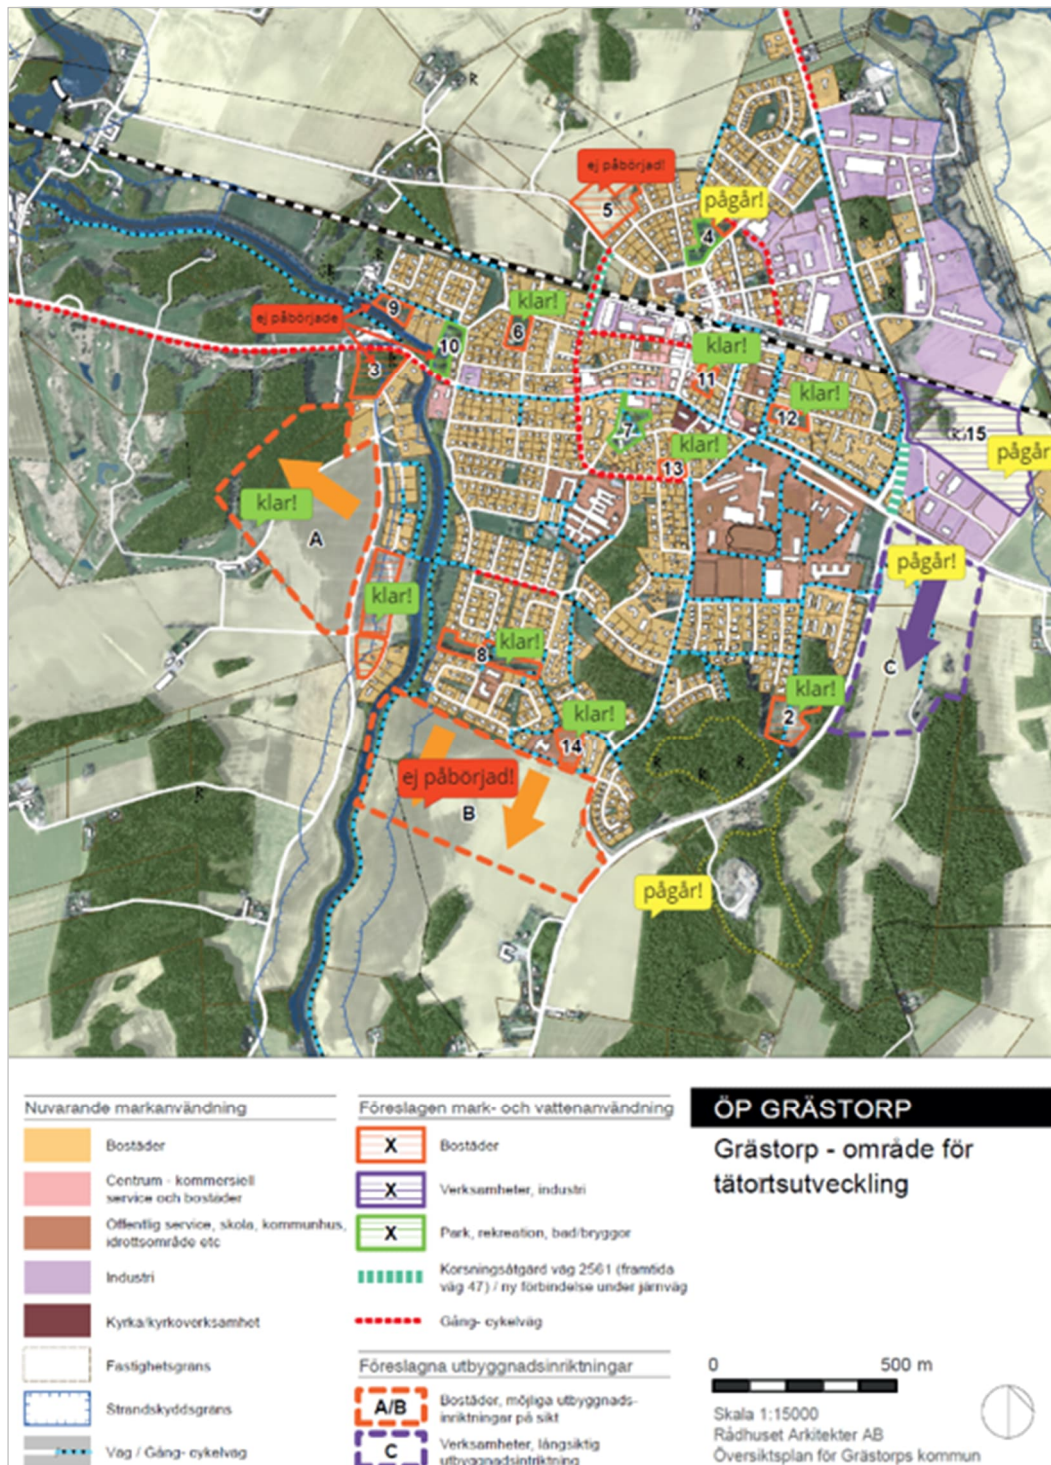 ej påbörjad!
5
pågår!
4
R
R
R
R
R
9
klar!
6
ej påbörjade
10
3
klar!
11
klar!
12
7
klar!
13
R 15
pågår
klar!
A
pågår!
klar!
C
8
klar!
klar!
2
klar!
14
R
R
R
ej påbörjad!
B
R
pågår!
Nuvarande markanvändning
Bostäder
Centrum - kommersiell
service och bostäder
Offentlig service, skola, kommunhus,
idrottsområde etc
Industri
Kyrka/kyrkoverksamhet
Fastighetsgräns
Strandskyddsgräns
Väg / Gång- cykelväg
Föreslagen mark- och vattenanvändning
X
Bostäder
X
Verksamheter, industri
X
Park, rekreation, bad/bryggor
Korsningsåtgärd väg 2561 (framtida
väg 47) / ny förbindelse under järnväg
Gång- cykelväg
Föreslagna utbyggnadsinriktningar
A/B
Bostäder, möjliga utbyggnads-
inriktningar på sikt
C
Verksamheter, långsiktig
utbyggnadsinriktning
ÖP GRÄSTORP
Grästorp - område för
tätortsutveckling
0 500 m
Skala 1:15000
Rådhuset Arkitekter AB
Översiktsplan för Grästorps kommun